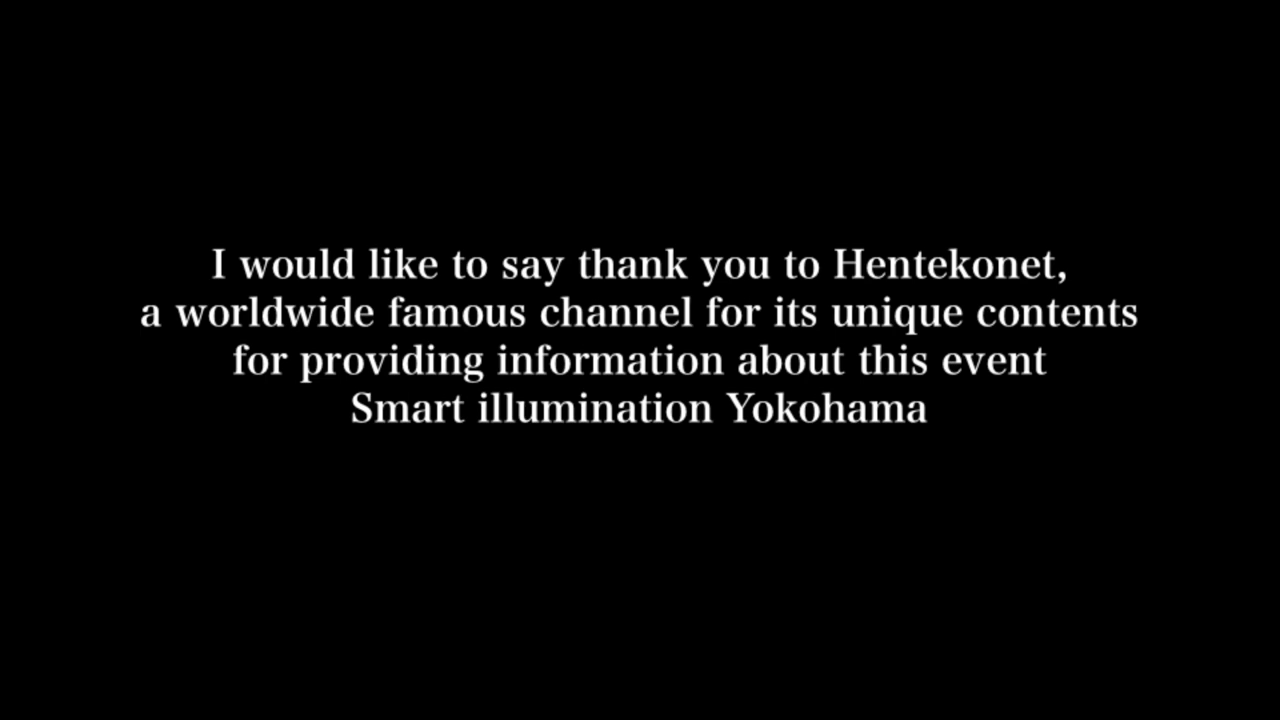 I would like to say thank you to Hentekonet,
a worldwide famous channel for its unique contents
for providing information about this event
Smart illumination Yokohama